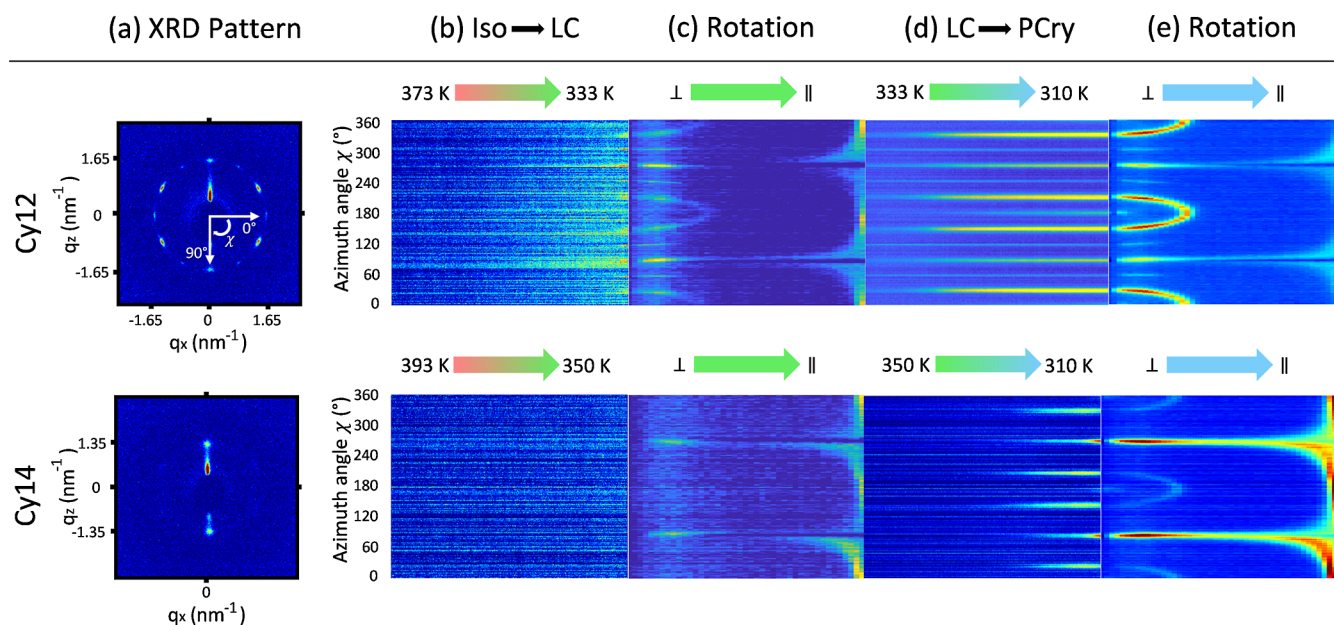 (a) XRD Pattern
(b) Iso LC
(c) Rotation
(d) LC PCry
(e) Rotation
373 K 333 K
⊥ ∥
333 K 310 K
⊥ ∥
Cy12
qz (nm-1)
1.65
0
-1.65
-1.65 0 1.65
qx (nm-1)
0°
χ
90°
Azimuth angle χ (°)
360
300
240
180
120
60
0
393 K 350 K
⊥ ∥
350 K 310 K
⊥ ∥
Cy14
qz (nm-1)
1.35
0
-1.35
0
qx (nm-1)
Azimuth angle χ (°)
360
300
240
180
120
60
0